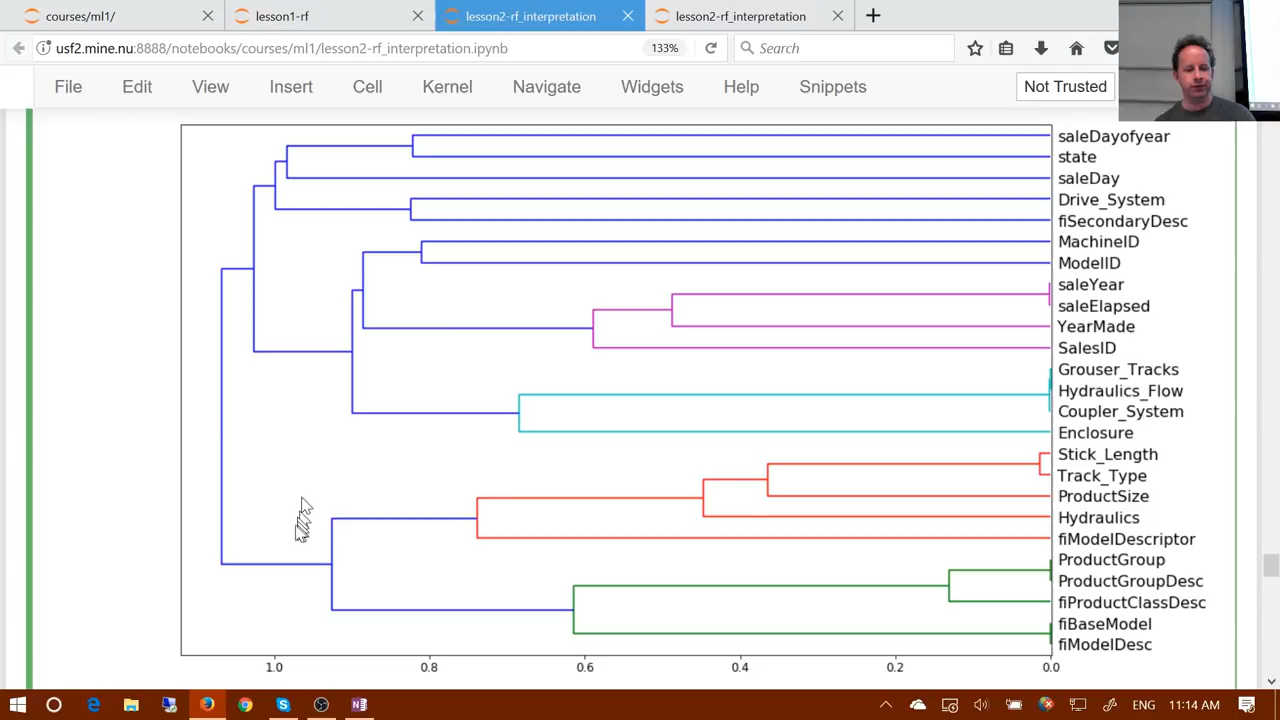 courses/ml1/
lesson1-rf
lesson2-rf_interpretation
lesson2-rf_interpretation
usf2.mine.nu:8888/notebooks/courses/ml1/lesson2-rf_interpretation.ipynb
133%
Search
File Edit View Insert Cell Kernel Navigate Widgets Help Snippets
Not Trusted
saleDayofyear
state
saleDay
Drive_System
fiSecondaryDesc
MachineID
ModelID
saleYear
saleElapsed
YearMade
SalesID
Grouser_Tracks
Hydraulics_Flow
Coupler_System
Enclosure
Stick_Length
Track_Type
ProductSize
Hydraulics
fiModelDescriptor
ProductGroup
ProductGroupDesc
fiProductClassDesc
fiBaseModel
fiModelDesc
1.0 0.8 0.6 0.4 0.2 0.0
ENG 11:14 AM